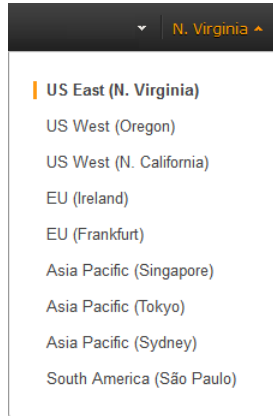 N. Virginia
US East (N. Virginia)
US West (Oregon)
US West (N. California)
EU (Ireland)
EU (Frankfurt)
Asia Pacific (Singapore)
Asia Pacific (Tokyo)
Asia Pacific (Sydney)
South America (São Paulo)